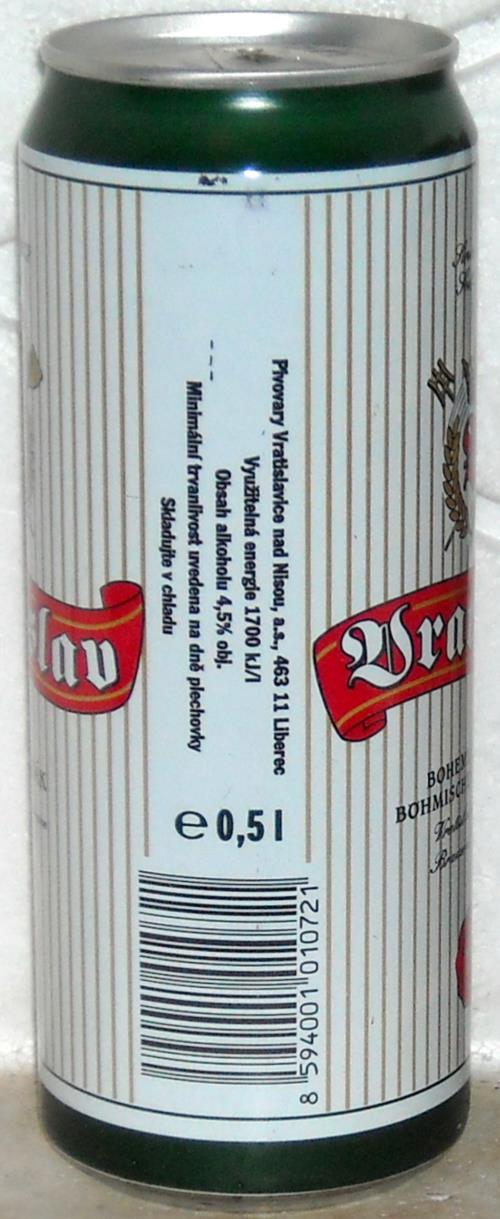 Pivovary Vratislavice nad Nisou, a.s., 463 11 Liberec
Využitelná energie 1700 kJ/l
Obsah alkoholu 4,5% obj.
Minimální trvanlivost uvedena na dně plechovky
Skladujte v chladu
e 0,5 l
8 594001 010721
slav
Vra
BOHEM
BÖHMISCH